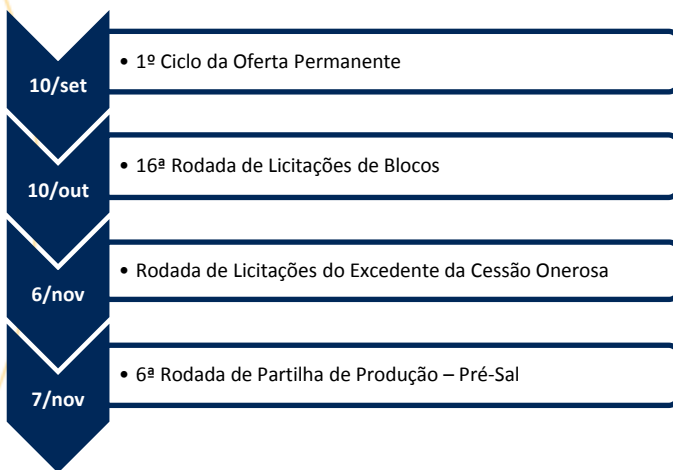 10/set
• 1º Ciclo da Oferta Permanente
10/out
• 16ª Rodada de Licitações de Blocos
6/nov
• Rodada de Licitações do Excedente da Cessão Onerosa
7/nov
• 6ª Rodada de Partilha de Produção – Pré-Sal